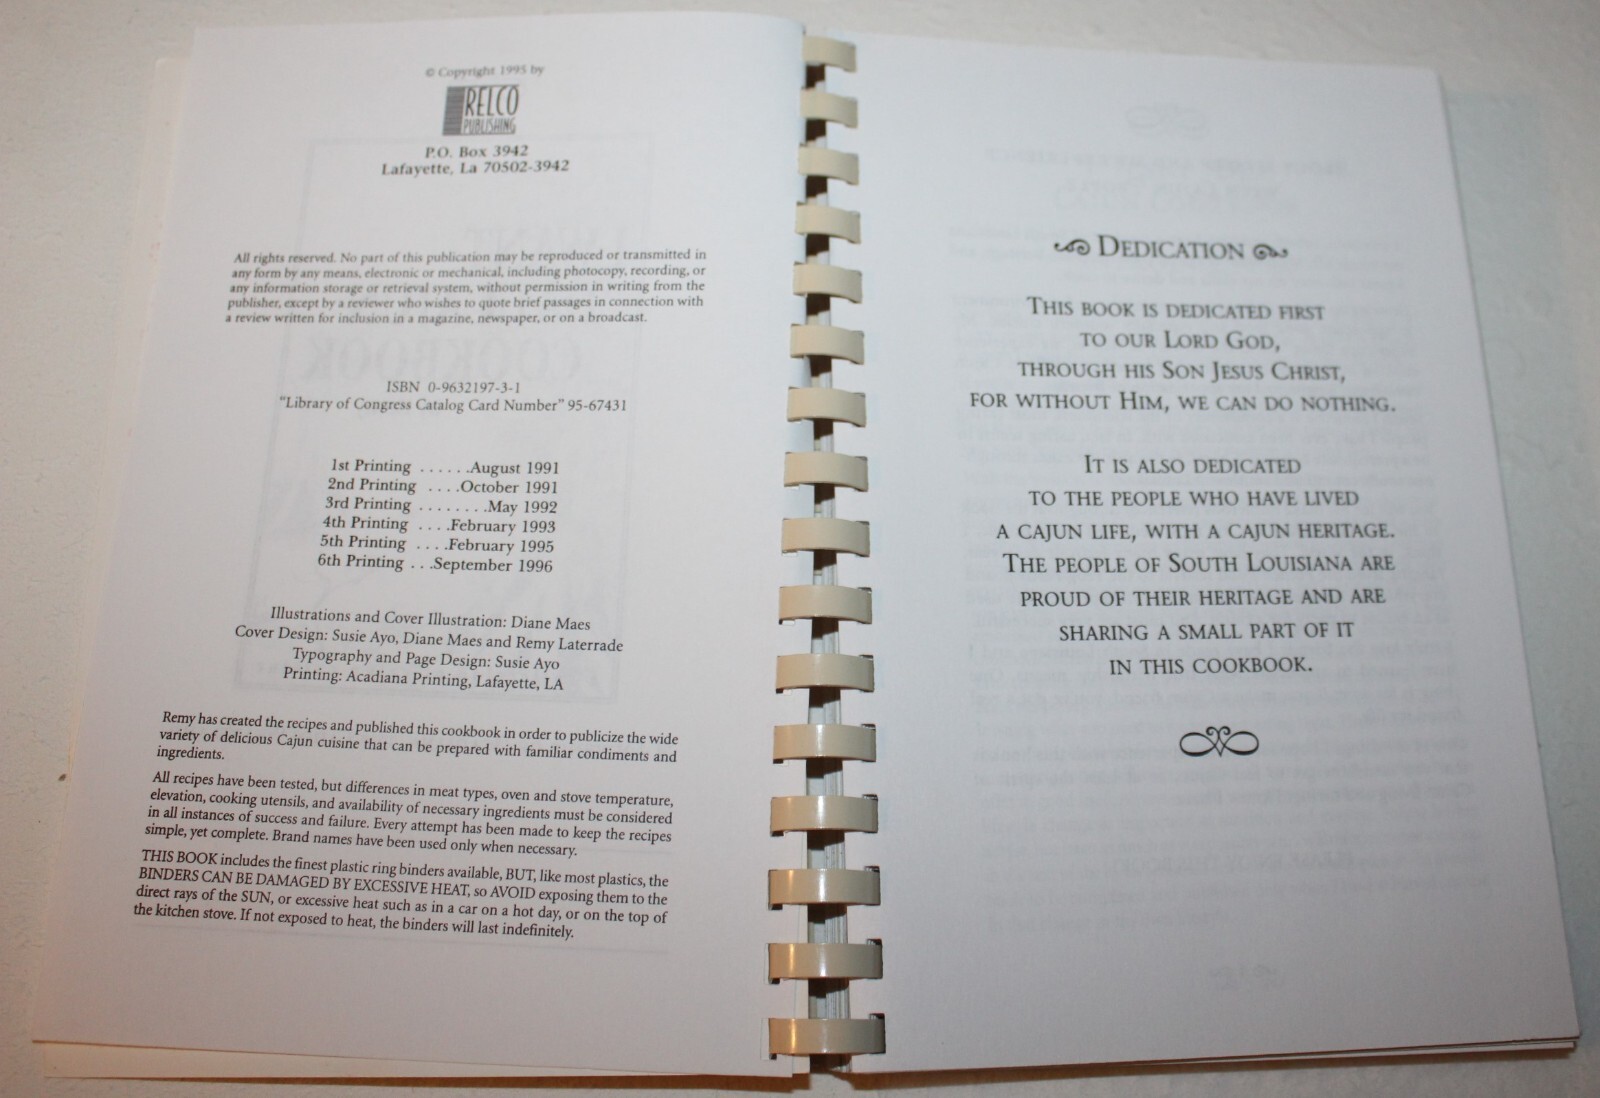 © Copyright 1995 by
RELCO
PUBLISHING
P.O. Box 3942
Lafayette, La 70502-3942
All rights reserved. No part of this publication may be reproduced or transmitted in
any form by any means, electronic or mechanical, including photocopy, recording, or
any information storage or retrieval system, without permission in writing from the
publisher, except by a reviewer who wishes to quote brief passages in connection with
a review written for inclusion in a magazine, newspaper, or on a broadcast.
ISBN 0-9632197-3-1
"Library of Congress Catalog Card Number" 95-67431
1st Printing . . . . . .August 1991
2nd Printing . . . .October 1991
3rd Printing . . . . . . . .May 1992
4th Printing . . . .February 1993
5th Printing . . . .February 1995
6th Printing . . .September 1996
Illustrations and Cover Illustration: Diane Maes
Cover Design: Susie Ayo, Diane Maes and Remy Laterrade
Typography and Page Design: Susie Ayo
Printing: Acadiana Printing, Lafayette, LA
Remy has created the recipes and published this cookbook in order to publicize the wide
variety of delicious Cajun cuisine that can be prepared with familiar condiments and
ingredients.
All recipes have been tested, but differences in meat types, oven and stove temperature,
elevation, cooking utensils, and availability of necessary ingredients must be considered
in all instances of success and failure. Every attempt has been made to keep the recipes
simple, yet complete. Brand names have been used only when necessary.
THIS BOOK includes the finest plastic ring binders available, BUT, like most plastics, the
BINDERS CAN BE DAMAGED BY EXCESSIVE HEAT, so AVOID exposing them to the
direct rays of the SUN, or excessive heat such as in a car on a hot day, or on the top of
the kitchen stove. If not exposed to heat, the binders will last indefinitely.
DEDICATION
THIS BOOK IS DEDICATED FIRST
TO OUR LORD GOD,
THROUGH HIS SON JESUS CHRIST,
FOR WITHOUT HIM, WE CAN DO NOTHING.
IT IS ALSO DEDICATED
TO THE PEOPLE WHO HAVE LIVED
A CAJUN LIFE, WITH A CAJUN HERITAGE.
THE PEOPLE OF SOUTH LOUISIANA ARE
PROUD OF THEIR HERITAGE AND ARE
SHARING A SMALL PART OF IT
IN THIS COOKBOOK.